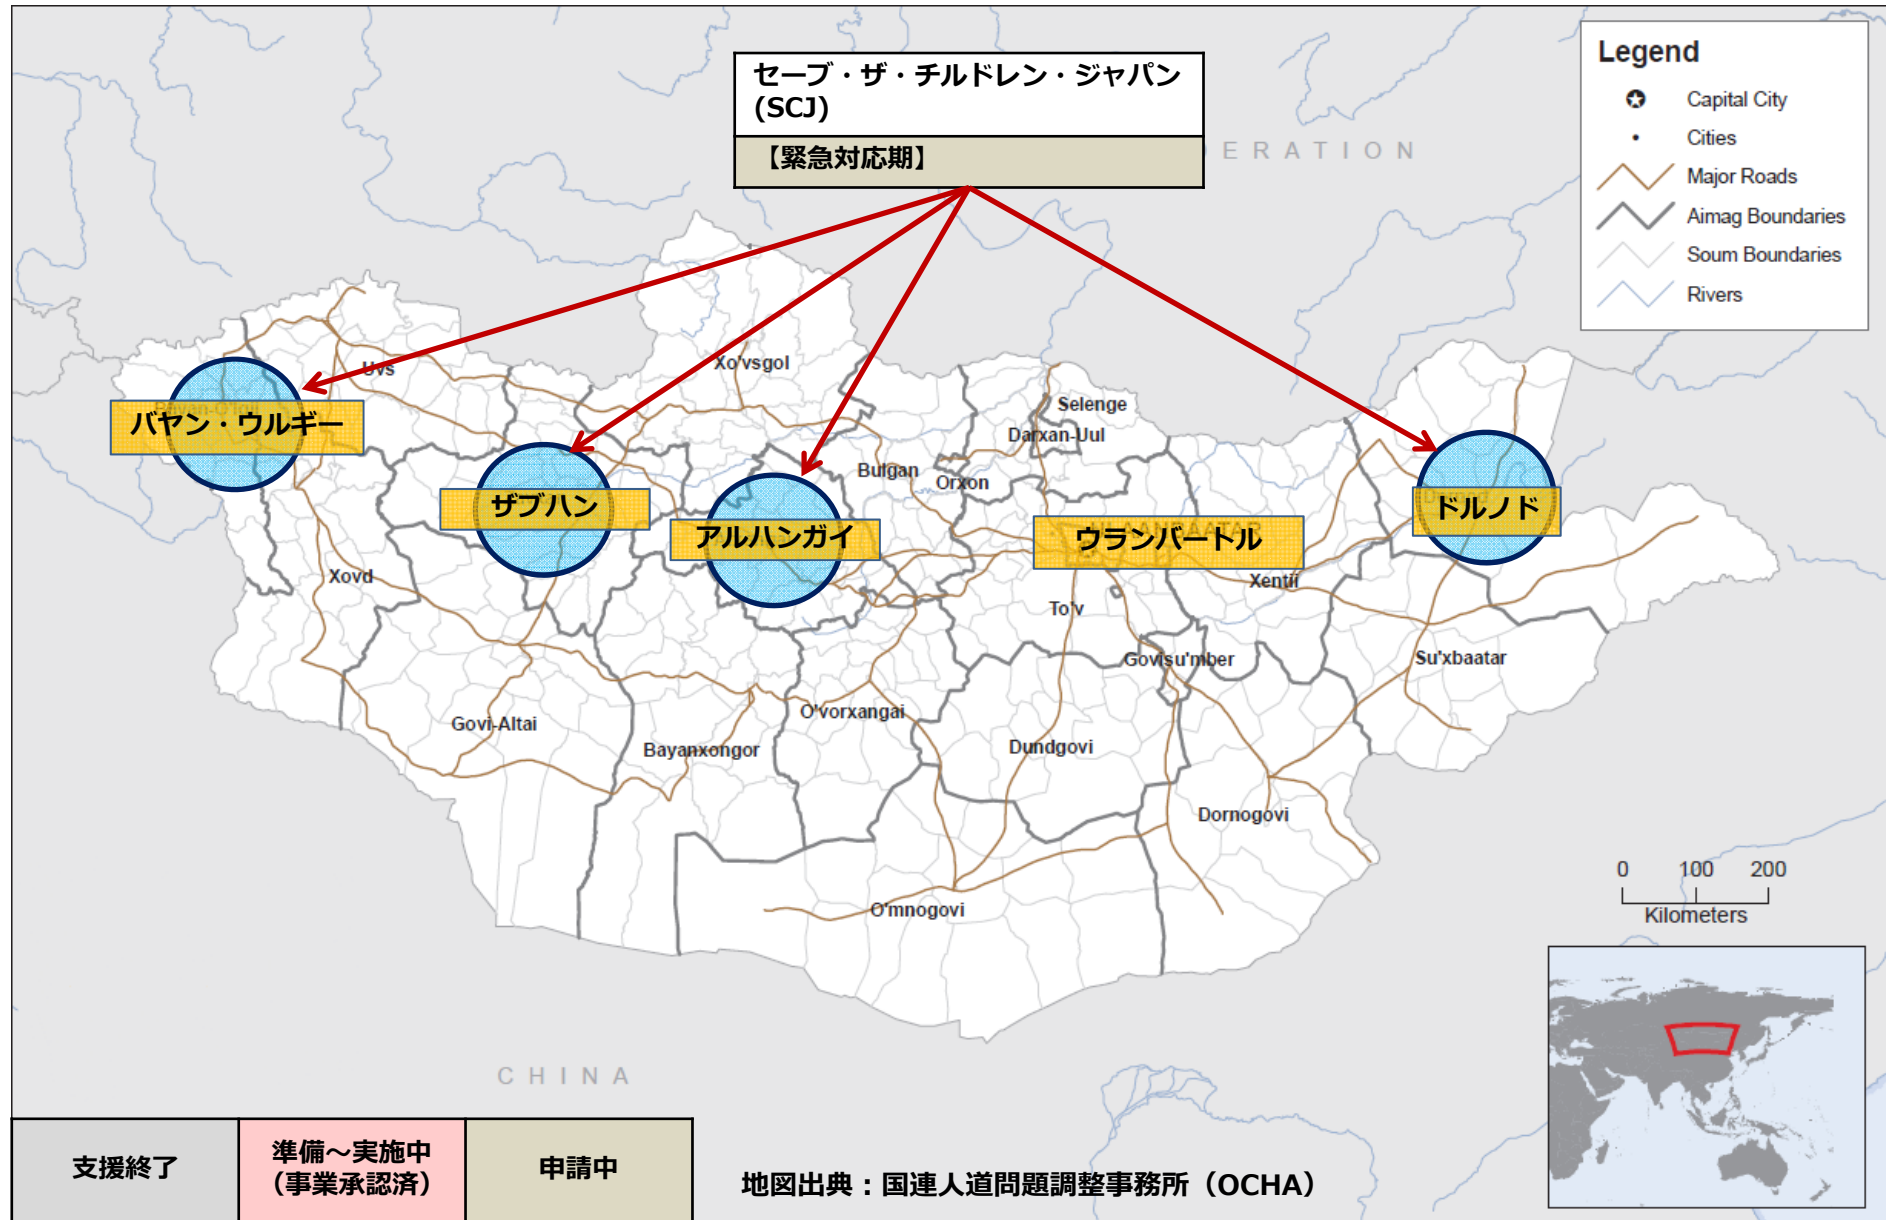 セーブ・ザ・チルドレン・ジャパン
(SCJ)
【緊急対応期】
ERATION
Legend
Capital City
Cities
Major Roads
Aimag Boundaries
Soum Boundaries
Rivers
Uvs
Xo'vsgol
バヤン・ウルギー
ザブハン
アルハンガイ
Bulgan
Orxon
Selenge
Darxan-Uul
ウランバートル
ドルノド
Xovd
To'v
Xentii
Govisu'mber
Su'xbaatar
Govi-Altai
Bayanxongor
O'vorxangai
Dundgovi
Dornogovi
O'mnogovi
0 100 200
Kilometers
CHINA
支援終了
準備～実施中
（事業承認済）
申請中
地図出典：国連人道問題調整事務所（OCHA）